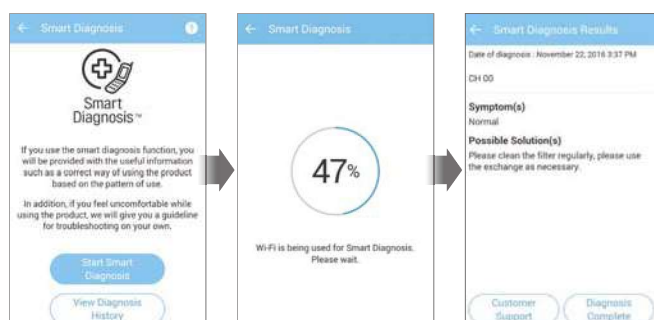 Smart Diagnosis
Smart
Diagnosis™
If you use the smart diagnosis function, you
will be provided with the useful information
such as a correct way of using the product
based on the pattern of use.
In addition, if you feel uncomfortable while
using the product, we will give you a guideline
for troubleshooting on your own.
Start Smart
Diagnosis
View Diagnosis
History
Smart Diagnosis
47%
Wi-Fi is being used for Smart Diagnosis.
Please wait.
Smart Diagnosis Results
Date of diagnosis : November 22, 2016 3:37 PM
CH 00
Symptom(s)
Normal
Possible Solution(s)
Please clean the filter regularly, please use
the exchange as necessary.
Customer
Support
Diagnosis
Complete